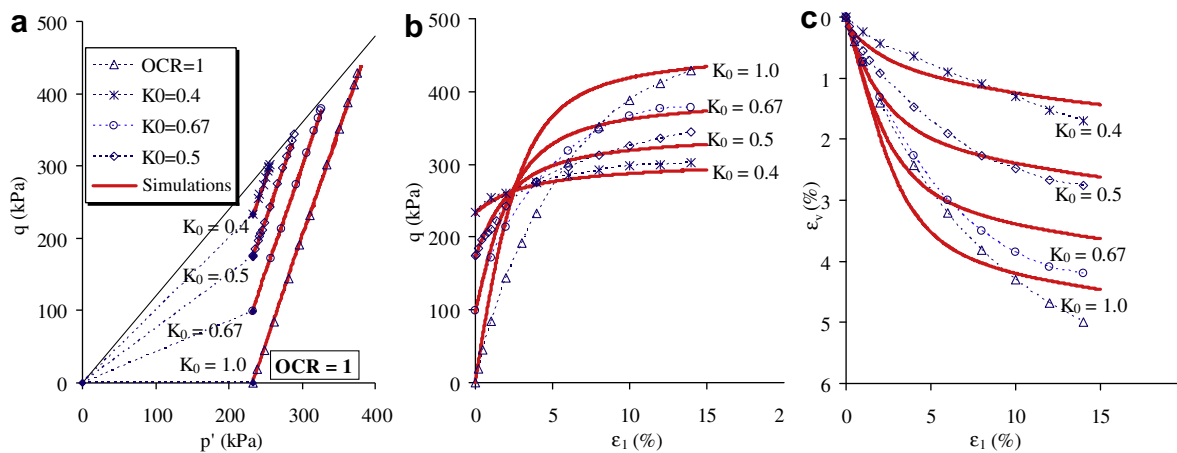 a
500
400
300
200
100
0
q (kPa)
OCR=1
K0=0.4
K0=0.67
K0=0.5
Simulations
K₀ = 0.4
K₀ = 0.5
K₀ = 0.67
K₀ = 1.0
OCR = 1
0 100 200 300 400
p' (kPa)
b
500
400
300
200
100
0
q (kPa)
K₀ = 1.0
K₀ = 0.67
K₀ = 0.5
K₀ = 0.4
0 5 10 15 2
ε₁ (%)
c
0
1
2
3
4
5
6
εᵥ (%)
K₀ = 0.4
K₀ = 0.5
K₀ = 0.67
K₀ = 1.0
0 5 10 15
ε₁ (%)